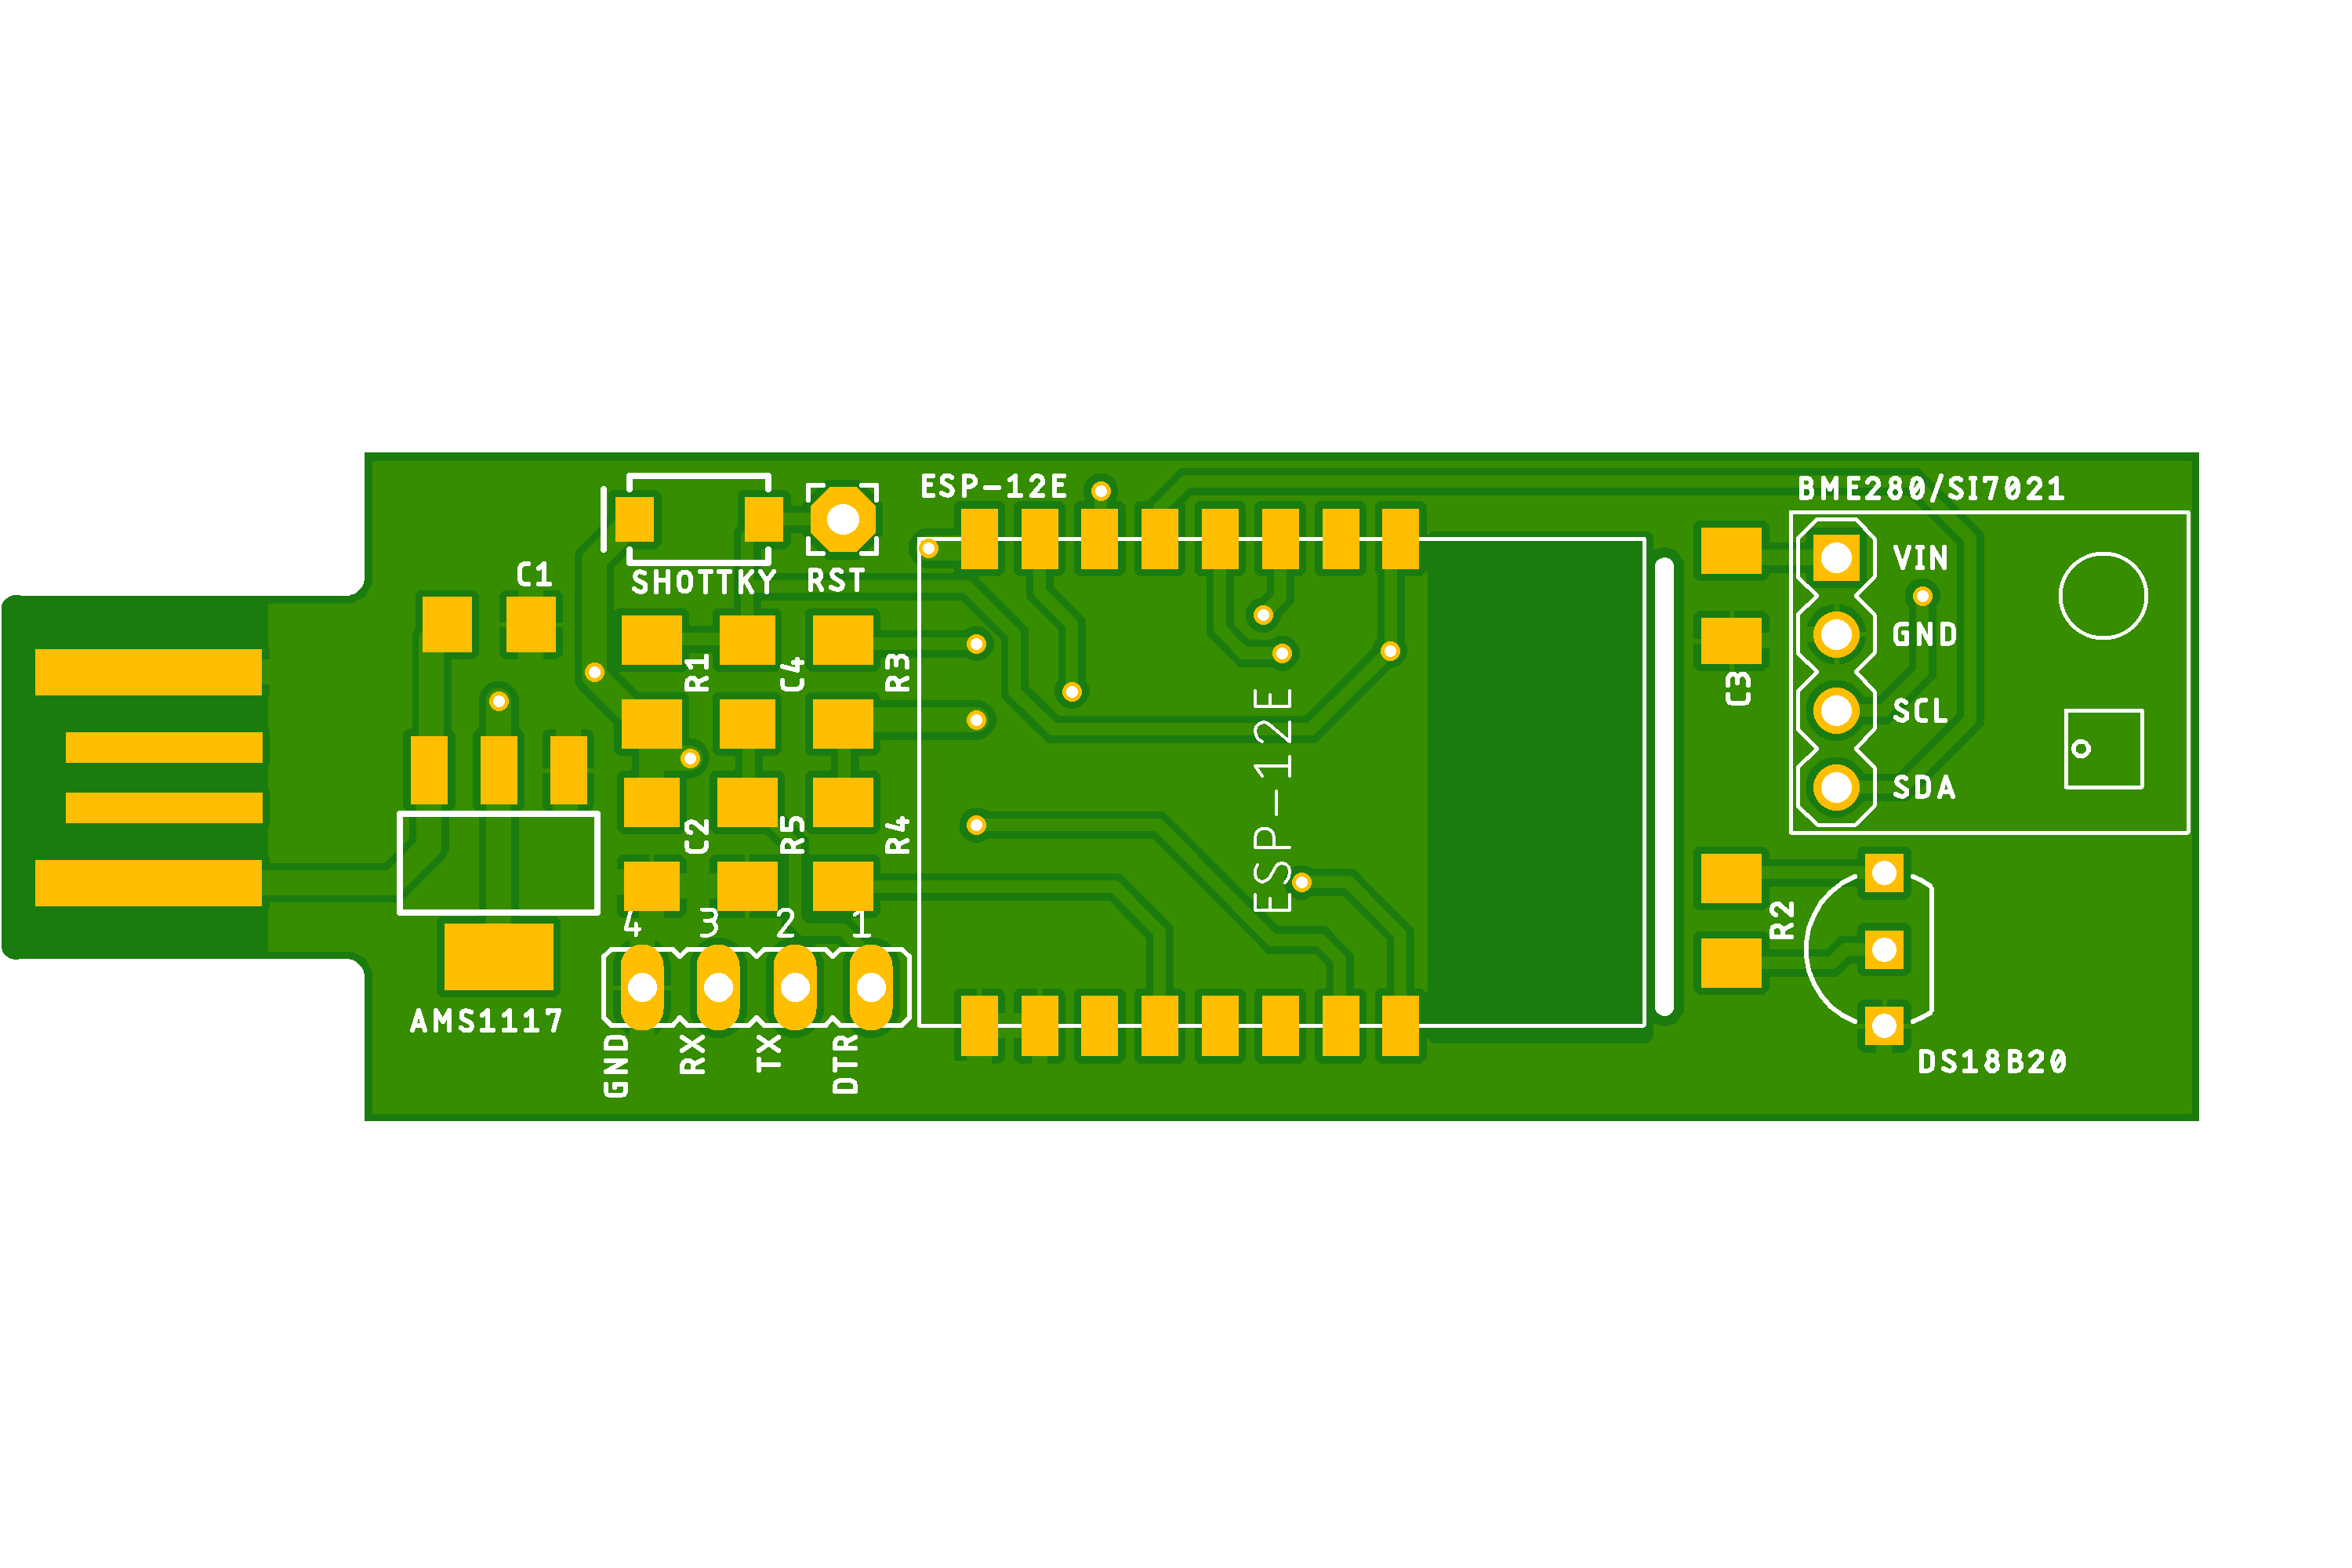 ESP-12E
BME280/SI7021
C1
SHOTTKY
RST
VIN
GND
SCL
SDA
R1
C4
R3
C3
ESP-12E
C2
R5
R4
R2
4
3
2
1
AMS1117
GND
RX
TX
DTR
DS18B20